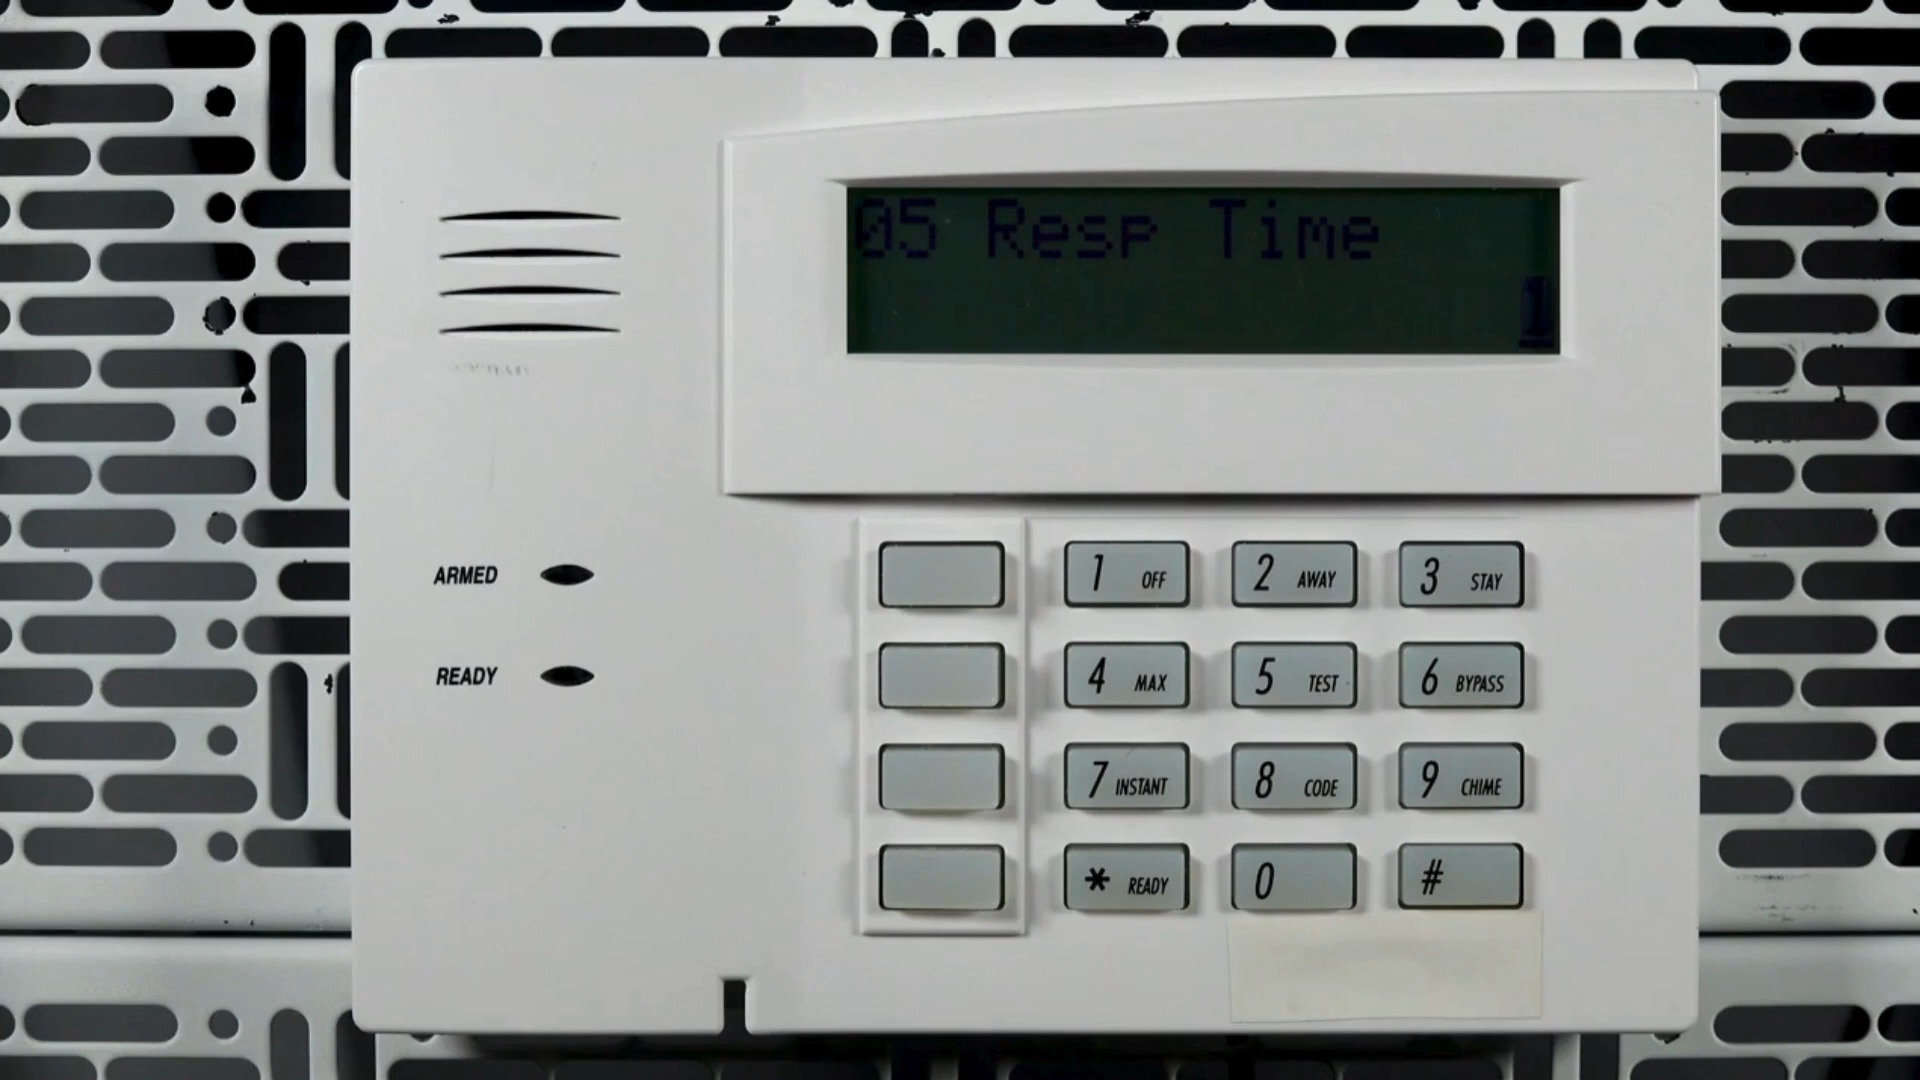 05 Resp Time
1
ARMED
READY
1 OFF
2 AWAY
3 STAY
4 MAX
5 TEST
6 BYPASS
7 INSTANT
8 CODE
9 CHIME
* READY
0
#